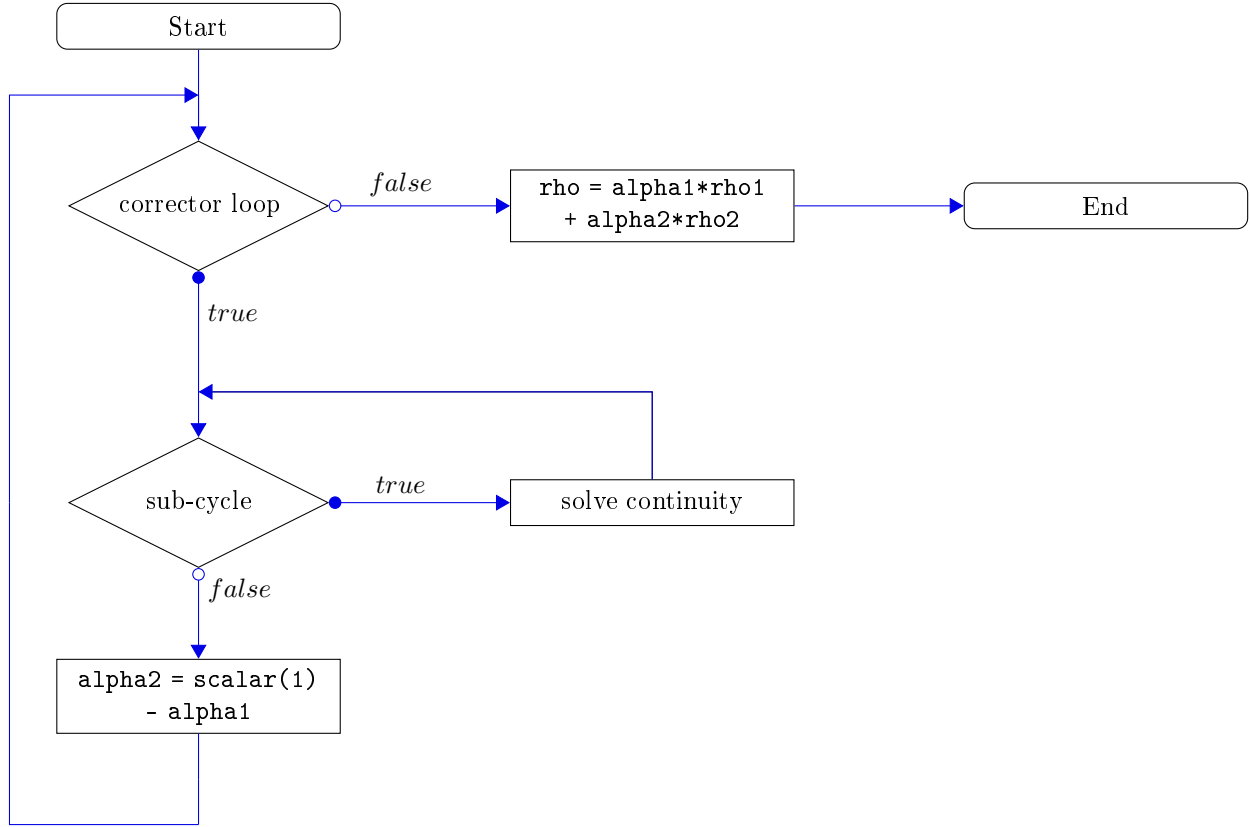 Start
corrector loop
false
rho = alpha1*rho1
+ alpha2*rho2
End
true
sub-cycle
true
solve continuity
false
alpha2 = scalar(1)
- alpha1